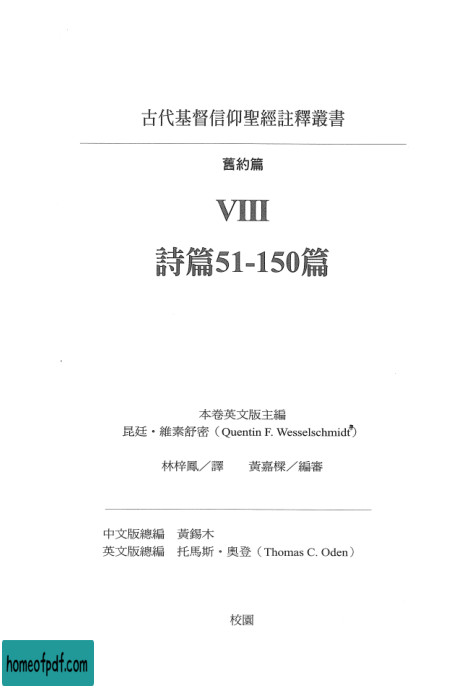 古代基督信仰聖經註釋叢書
舊約篇
VIII
詩篇51-150篇
本卷英文版主編
昆廷・維素舒密（Quentin F. Wesselschmidt）
林梓鳳／譯 黃嘉樑／編審
中文版總編 黃錫木
英文版總編 托馬斯・奧登（Thomas C. Oden）
校園
homeofpdf.com